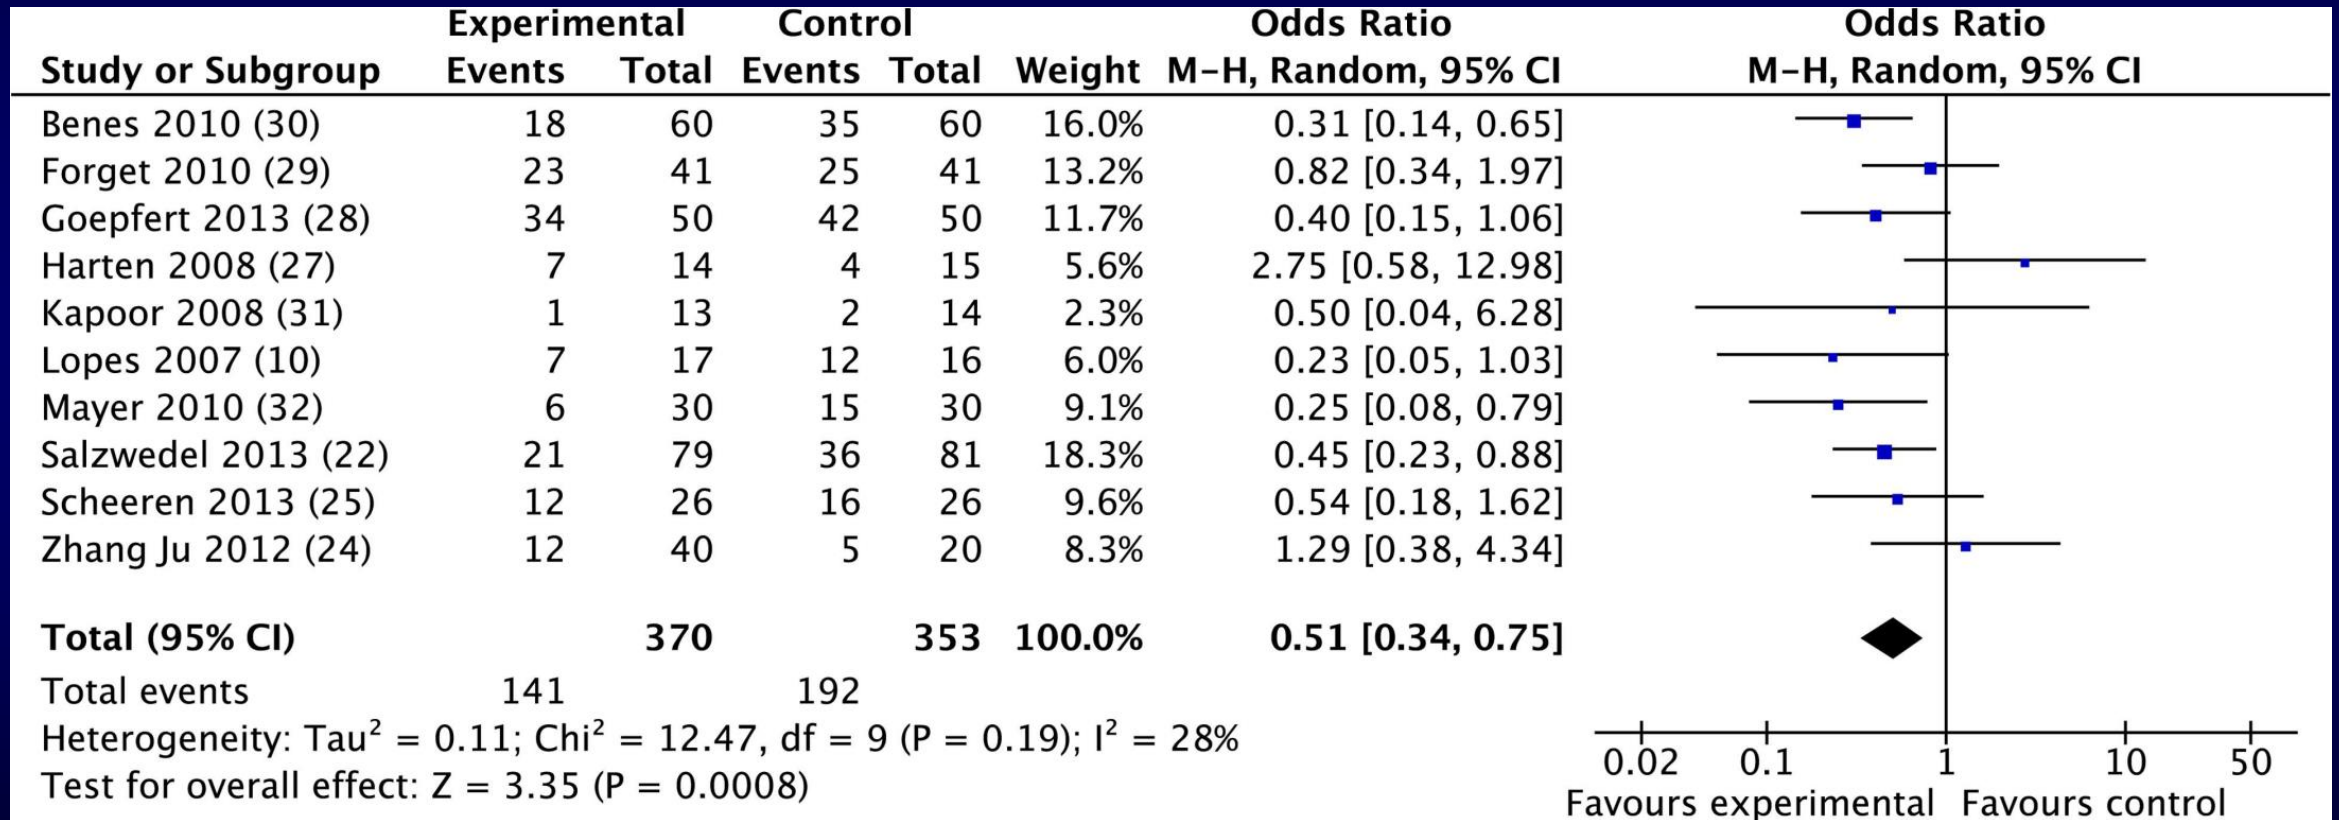 Experimental Control Odds Ratio Odds Ratio
Study or Subgroup Events Total Events Total Weight M-H, Random, 95% CI M-H, Random, 95% CI
Benes 2010 (30) 18 60 35 60 16.0% 0.31 [0.14, 0.65]
Forget 2010 (29) 23 41 25 41 13.2% 0.82 [0.34, 1.97]
Goepfert 2013 (28) 34 50 42 50 11.7% 0.40 [0.15, 1.06]
Harten 2008 (27) 7 14 4 15 5.6% 2.75 [0.58, 12.98]
Kapoor 2008 (31) 1 13 2 14 2.3% 0.50 [0.04, 6.28]
Lopes 2007 (10) 7 17 12 16 6.0% 0.23 [0.05, 1.03]
Mayer 2010 (32) 6 30 15 30 9.1% 0.25 [0.08, 0.79]
Salzwedel 2013 (22) 21 79 36 81 18.3% 0.45 [0.23, 0.88]
Scheeren 2013 (25) 12 26 16 26 9.6% 0.54 [0.18, 1.62]
Zhang Ju 2012 (24) 12 40 5 20 8.3% 1.29 [0.38, 4.34]
Total (95% CI) 370 353 100.0% 0.51 [0.34, 0.75]
Total events 141 192
Heterogeneity: Tau² = 0.11; Chi² = 12.47, df = 9 (P = 0.19); I² = 28%
Test for overall effect: Z = 3.35 (P = 0.0008)
0.02 0.1 1 10 50
Favours experimental Favours control